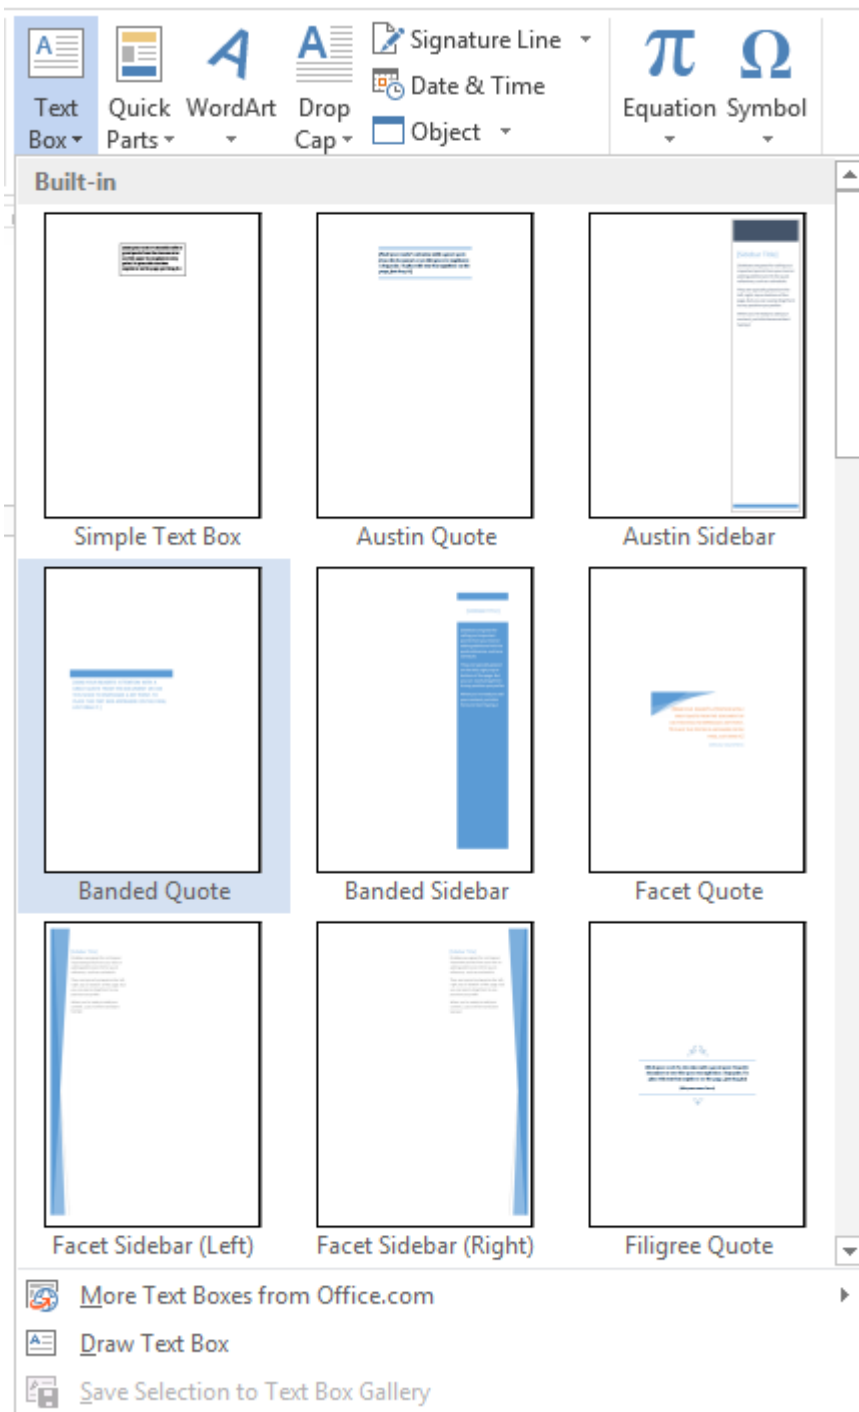 Text Box
Quick Parts
WordArt
Drop Cap
Signature Line
Date & Time
Object
Equation
Symbol
Built-in
Simple Text Box
Austin Quote
Austin Sidebar
Banded Quote
Banded Sidebar
Facet Quote
Facet Sidebar (Left)
Facet Sidebar (Right)
Filigree Quote
More Text Boxes from Office.com
Draw Text Box
Save Selection to Text Box Gallery